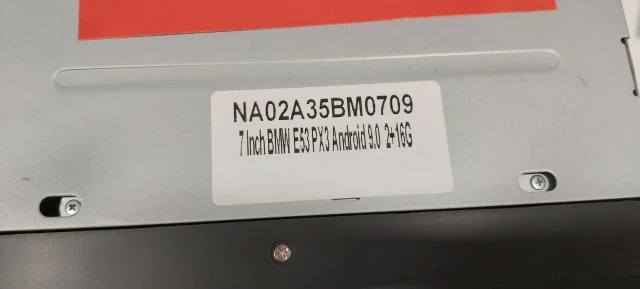 NA02A35BM0709
7 Inch BMW E53 PX3 Android 9.0 2+16G